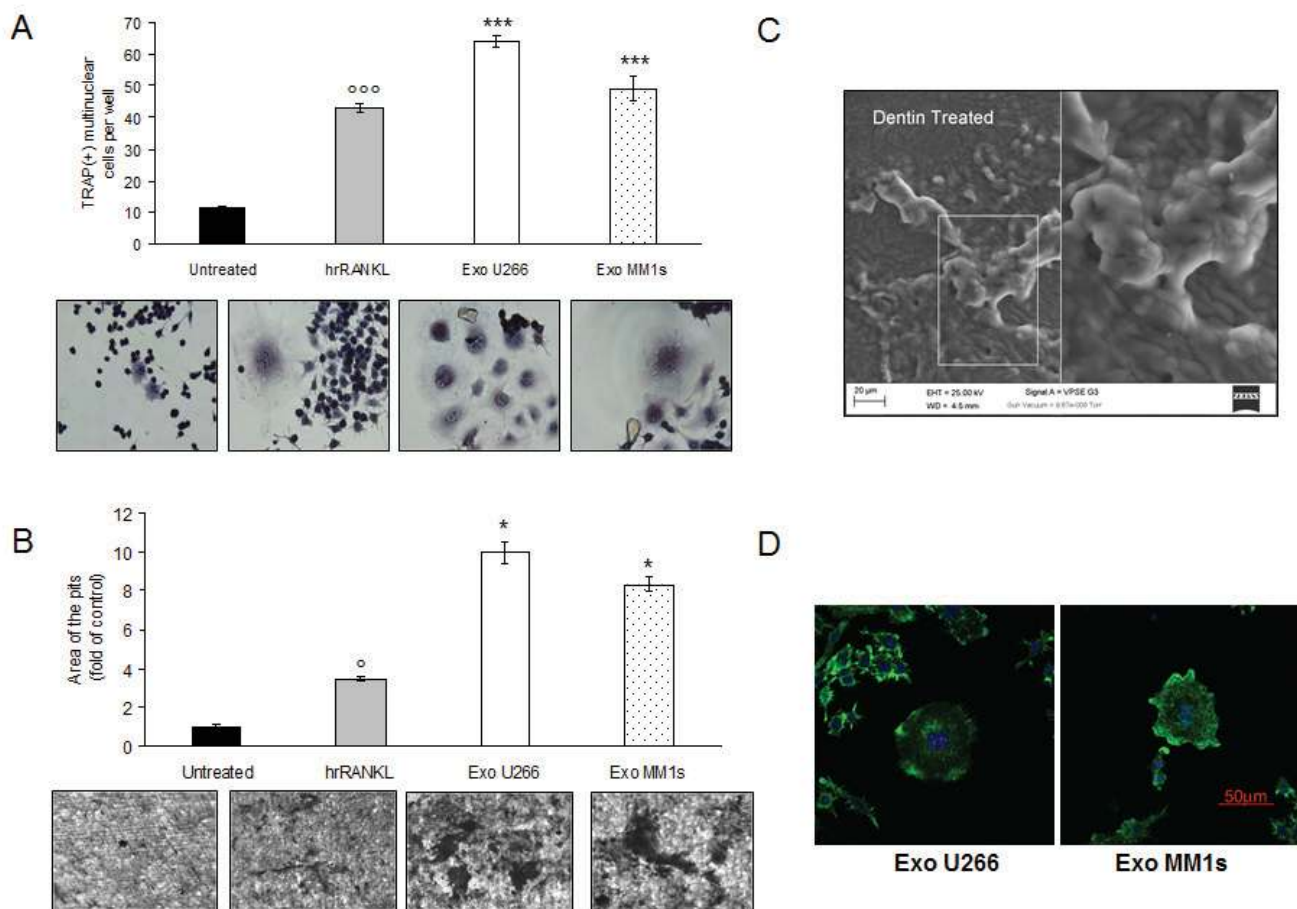 A
70
60
50
40
30
20
10
0
TRAP(+) multinuclear
cells per well
°°°
***
***
Untreated hrRANKL Exo U266 Exo MM1s
B
12
10
8
6
4
2
0
Area of the pits
(fold of control)
°
*
*
Untreated hrRANKL Exo U266 Exo MM1s
C
Dentin Treated
20 µm
EHT = 25.00 kV
WD = 4.5 mm
Signal A = VPSE G3
ZEISS
D
50µm
Exo U266 Exo MM1s